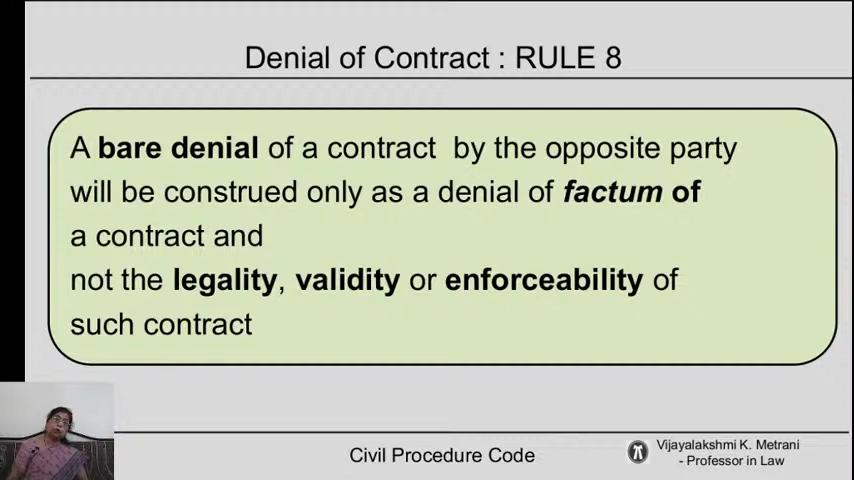 Denial of Contract : RULE 8
A bare denial of a contract by the opposite party
will be construed only as a denial of factum of
a contract and
not the legality, validity or enforceability of
such contract
Civil Procedure Code
Vijayalakshmi K. Metrani
- Professor in Law